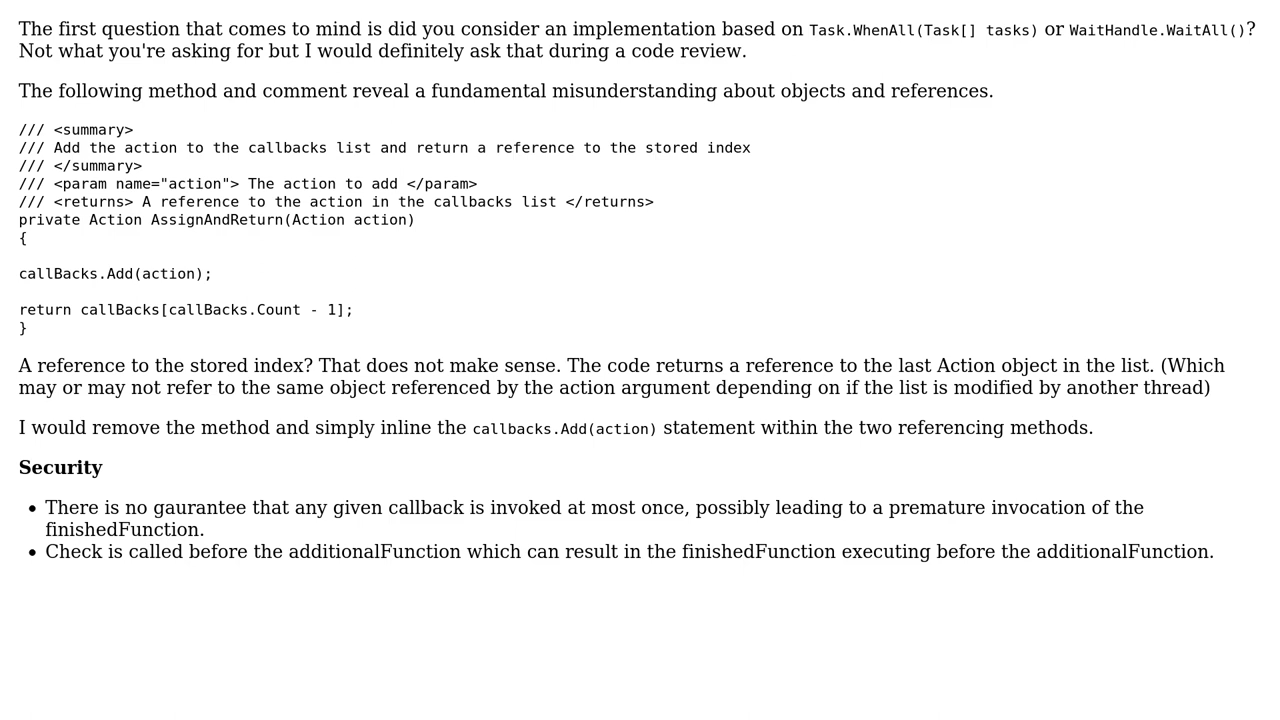 The first question that comes to mind is did you consider an implementation based on Task.WhenAll(Task[] tasks) or WaitHandle.WaitAll()?
Not what you're asking for but I would definitely ask that during a code review.
The following method and comment reveal a fundamental misunderstanding about objects and references.
/// <summary>
/// Add the action to the callbacks list and return a reference to the stored index
/// </summary>
/// <param name="action"> The action to add </param>
/// <returns> A reference to the action in the callbacks list </returns>
private Action AssignAndReturn(Action action)
{
callBacks.Add(action);
return callBacks[callBacks.Count - 1];
}
A reference to the stored index? That does not make sense. The code returns a reference to the last Action object in the list. (Which
may or may not refer to the same object referenced by the action argument depending on if the list is modified by another thread)
I would remove the method and simply inline the callbacks.Add(action) statement within the two referencing methods.
Security
• There is no gaurantee that any given callback is invoked at most once, possibly leading to a premature invocation of the
finishedFunction.
• Check is called before the additionalFunction which can result in the finishedFunction executing before the additionalFunction.